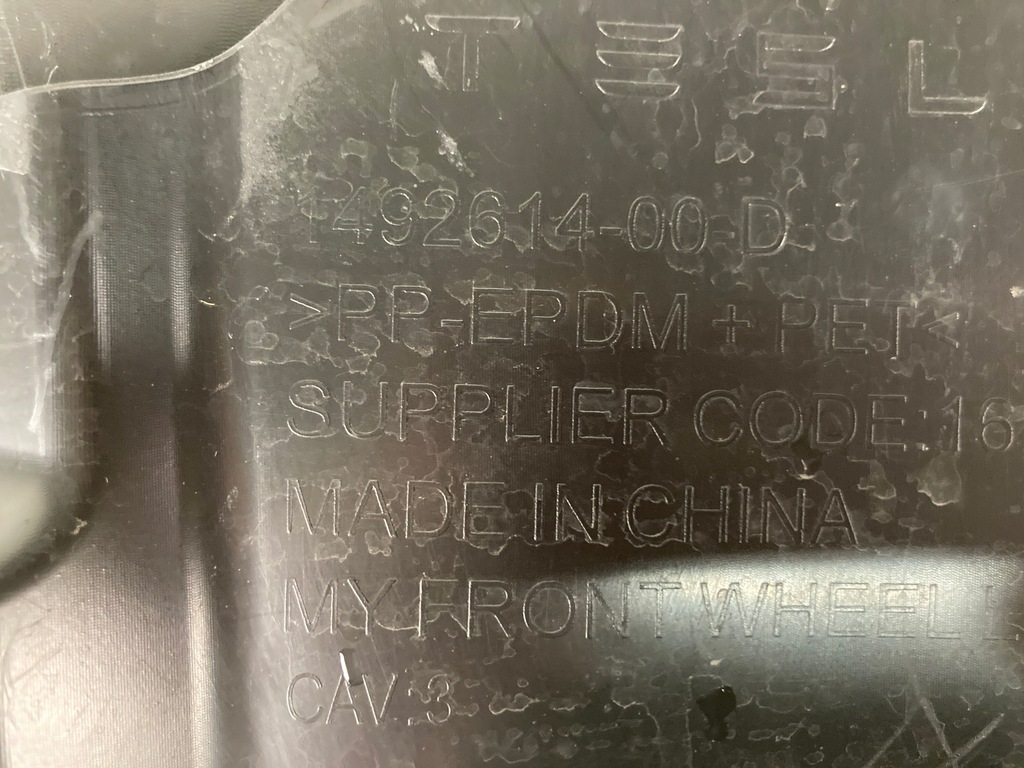 TESL
1492614-00-D
>PP-EPDM + PET<
SUPPLIER CODE:16
MADE IN CHINA
MY FRONT WHEEL L
CAV:3